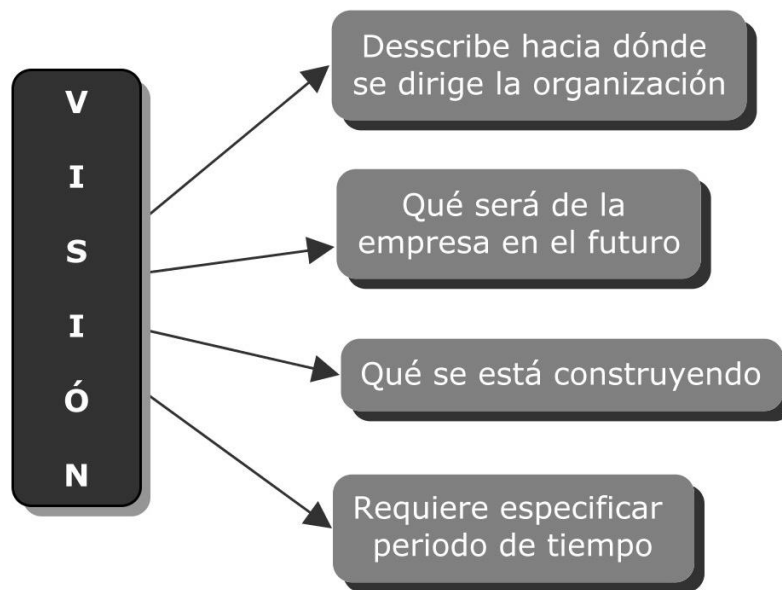 VISIÓN
Desscribe hacia dónde
se dirige la organización
Qué será de la
empresa en el futuro
Qué se está construyendo
Requiere especificar
periodo de tiempo